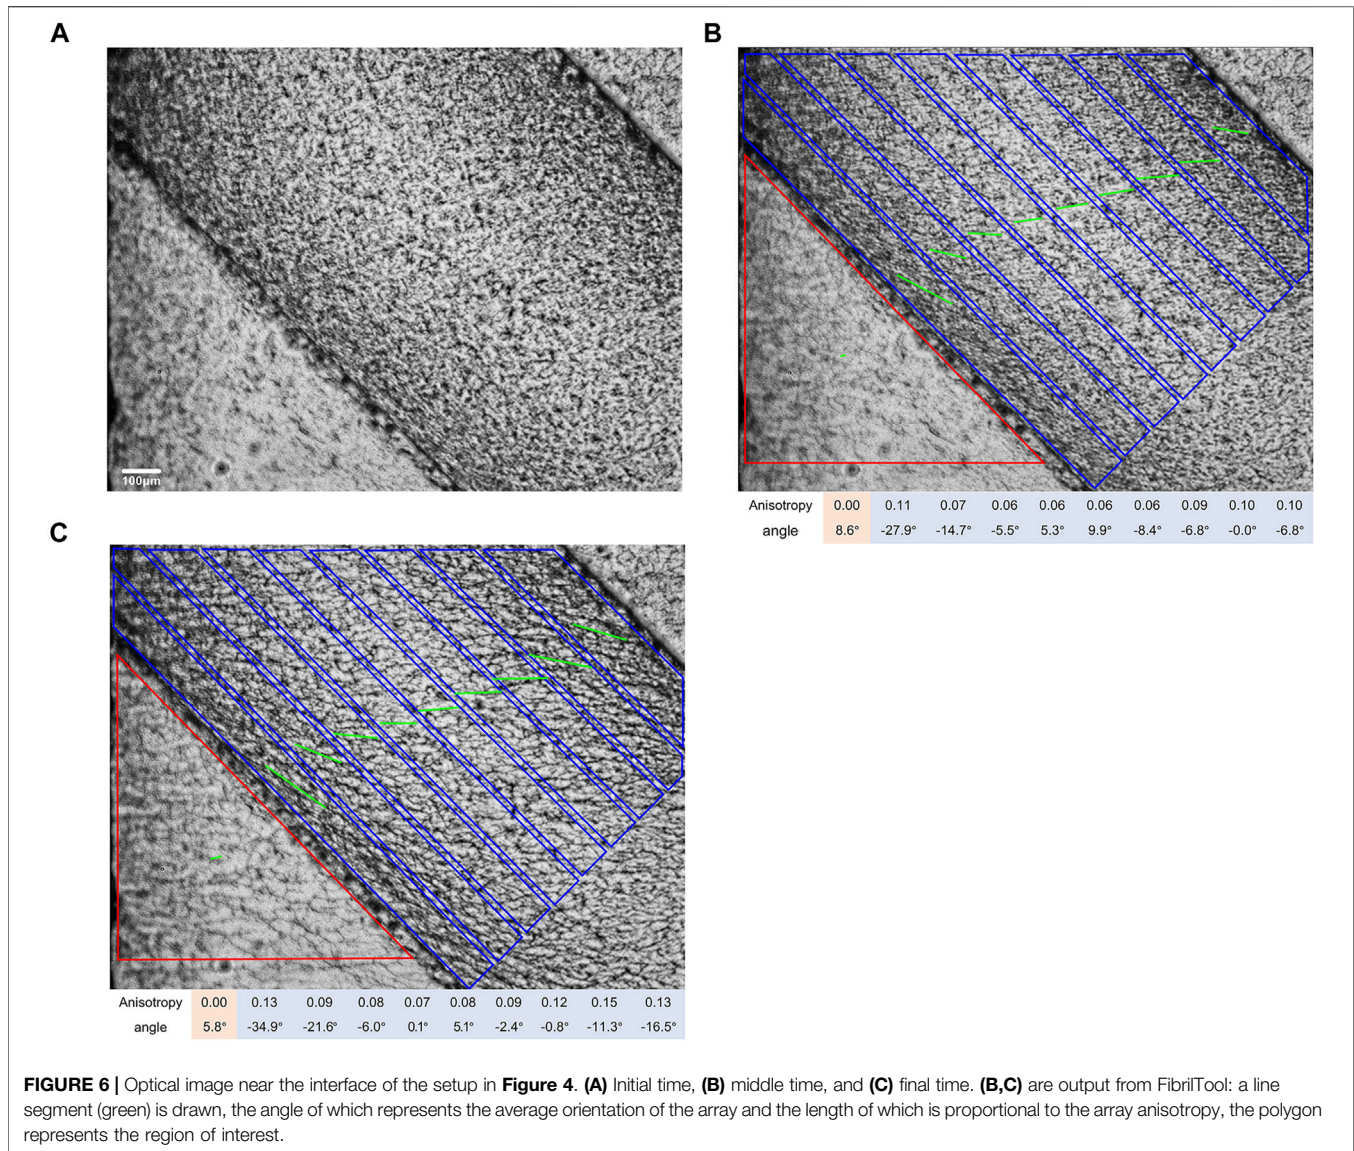 A
B
100µm
Anisotropy 0.00 0.11 0.07 0.06 0.06 0.06 0.06 0.09 0.10 0.10
angle 8.6° -27.9° -14.7° -5.5° 5.3° 9.9° -8.4° -6.8° -0.0° -6.8°
C
Anisotropy 0.00 0.13 0.09 0.08 0.07 0.08 0.09 0.12 0.15 0.13
angle 5.8° -34.9° -21.6° -6.0° 0.1° 5.1° -2.4° -0.8° -11.3° -16.5°
FIGURE 6 | Optical image near the interface of the setup in Figure 4. (A) Initial time, (B) middle time, and (C) final time. (B,C) are output from FibrilTool: a line
segment (green) is drawn, the angle of which represents the average orientation of the array and the length of which is proportional to the array anisotropy, the polygon
represents the region of interest.